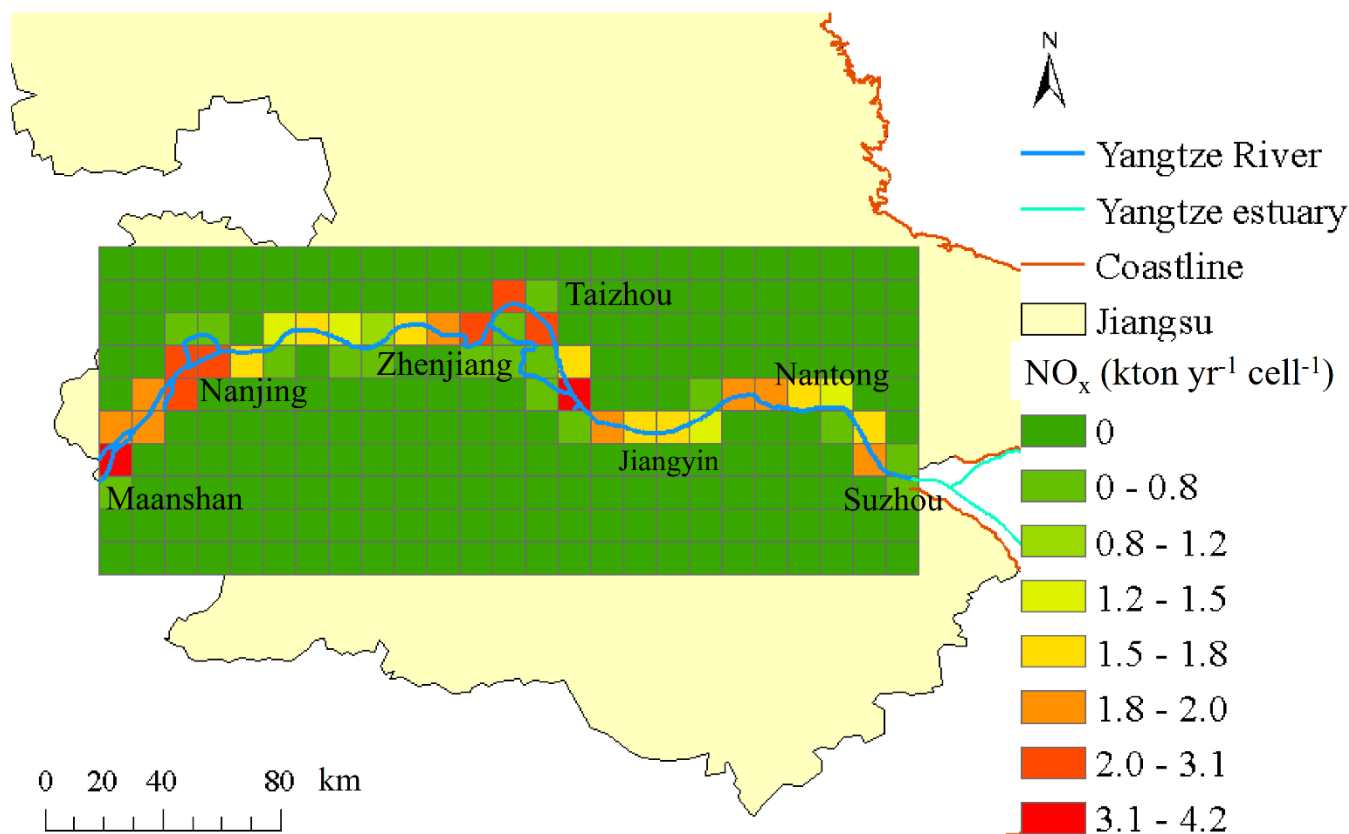 N
Yangtze River
Yangtze estuary
Coastline
Jiangsu
NOₓ (kton yr⁻¹ cell⁻¹)
0
0 - 0.8
0.8 - 1.2
1.2 - 1.5
1.5 - 1.8
1.8 - 2.0
2.0 - 3.1
3.1 - 4.2
Taizhou
Zhenjiang
Nanjing
Nantong
Jiangyin
Maanshan
Suzhou
0 20 40 80 km